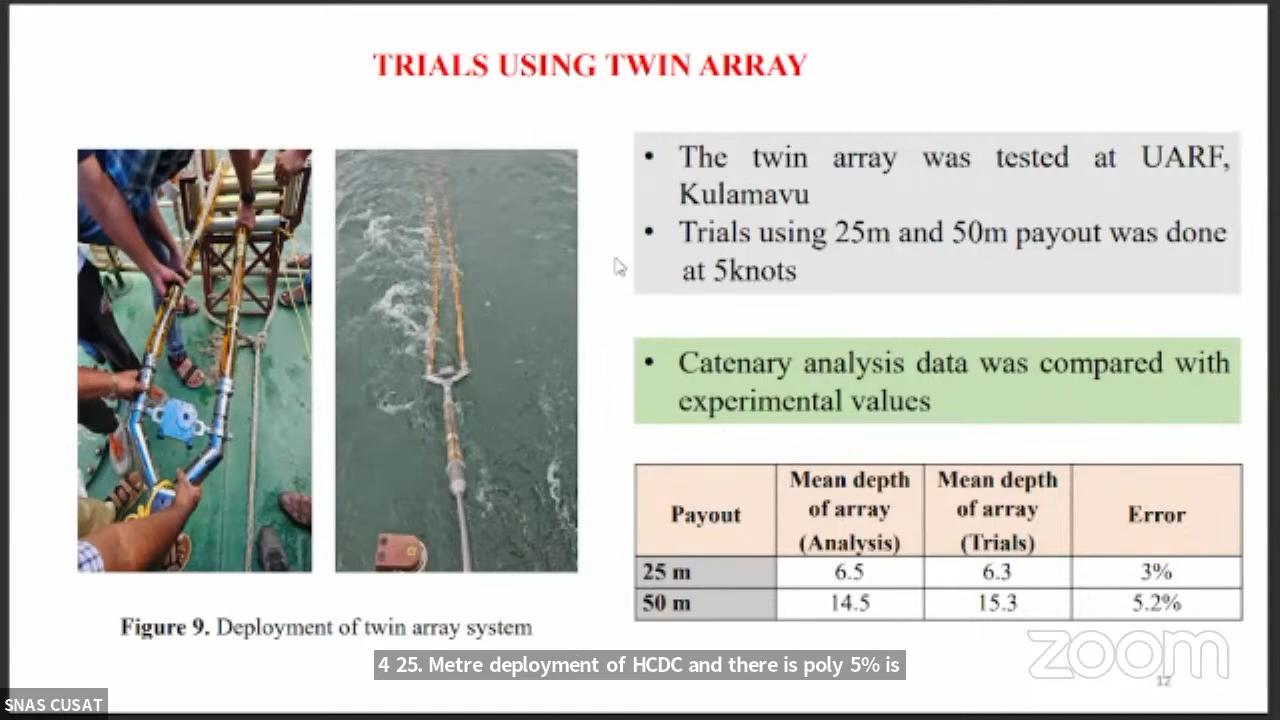 TRIALS USING TWIN ARRAY
• The twin array was tested at UARF,
Kulamavu
• Trials using 25m and 50m payout was done
at 5knots
• Catenary analysis data was compared with
experimental values
Payout Mean depth of array (Analysis) Mean depth of array (Trials) Error
25 m 6.5 6.3 3%
50 m 14.5 15.3 5.2%
Figure 9. Deployment of twin array system
4 25. Metre deployment of HCDC and there is poly 5% is
zoom
12
SNAS CUSAT